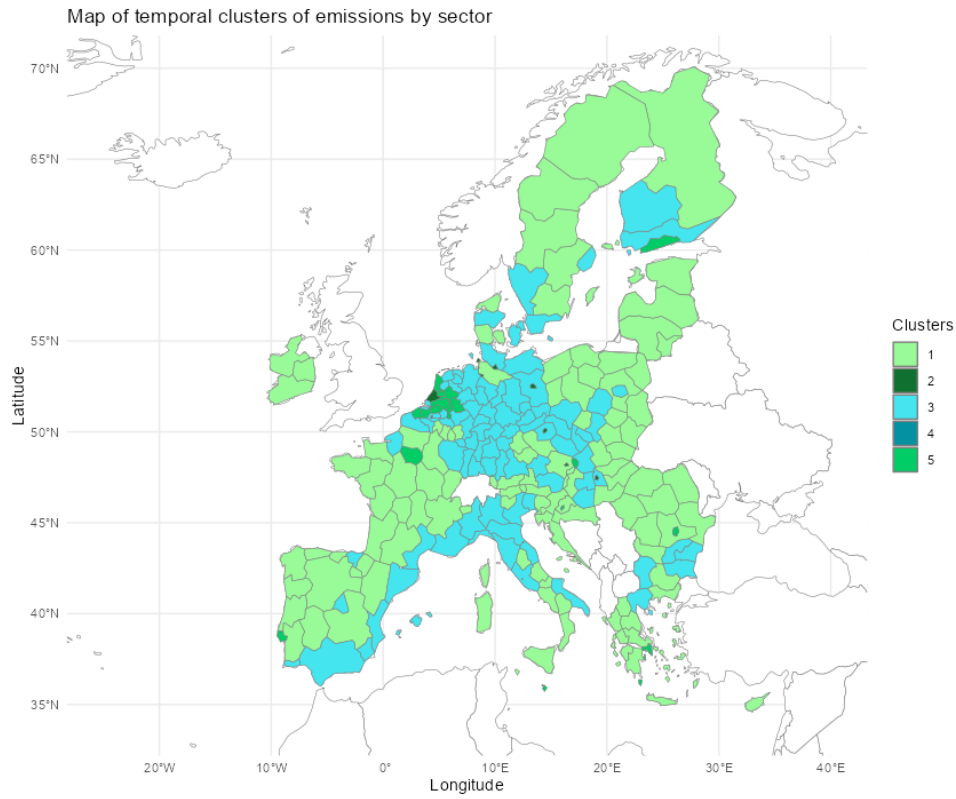 Map of temporal clusters of emissions by sector
70°N
65°N
60°N
55°N
50°N
45°N
40°N
35°N
Latitude
20°W
10°W
0°
10°E
20°E
30°E
40°E
Longitude
Clusters
1
2
3
4
5